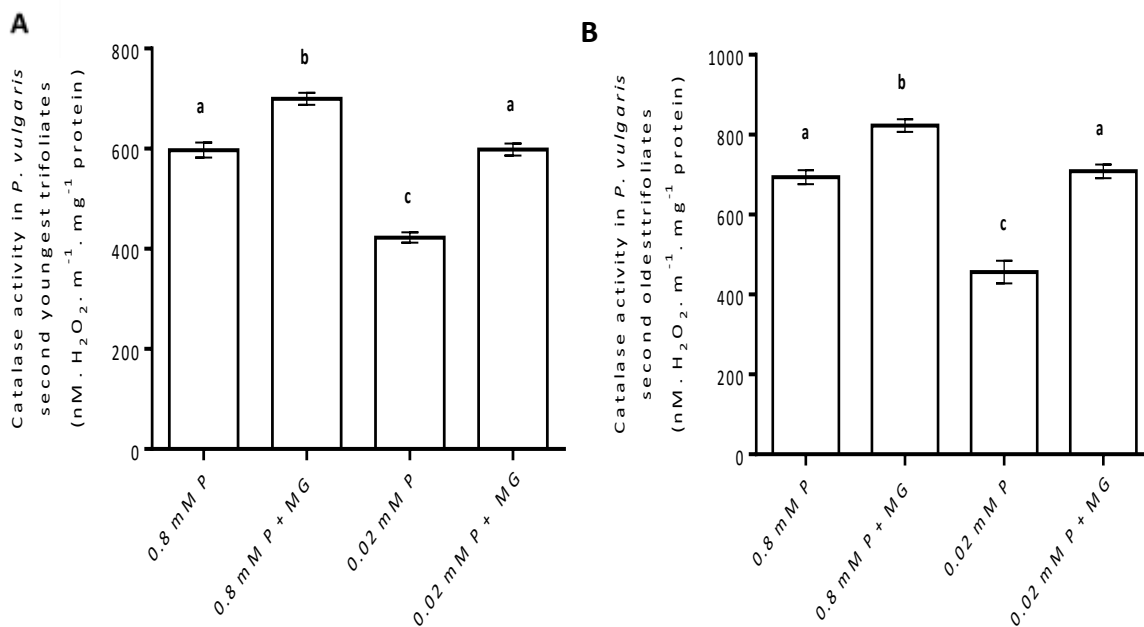 A
Catalase activity in P. vulgaris
second youngest trifoliates
(nM. H₂O₂. m⁻¹. mg⁻¹ protein)
800
600
400
200
0
a
b
c
a
0.8 mM P
0.8 mM P + MG
0.02 mM P
0.02 mM P + MG
B
Catalase activity in P. vulgaris
second oldesttrifoliates
(nM. H₂O₂. m⁻¹. mg⁻¹ protein)
1000
800
600
400
200
0
a
b
c
a
0.8 mM P
0.8 mM P + MG
0.02 mM P
0.02 mM P + MG